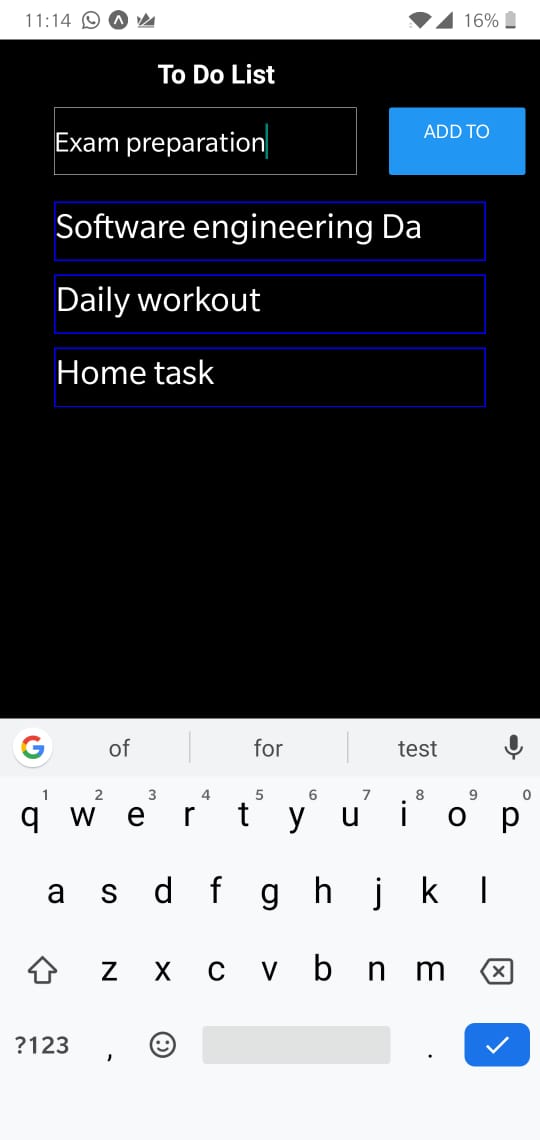 11:14 16%
To Do List
Exam preparation
ADD TO
Software engineering Da
Daily workout
Home task
G of for test
1 2 3 4 5 6 7 8 9 0
q w e r t y u i o p
a s d f g h j k l
z x c v b n m
?123 , .